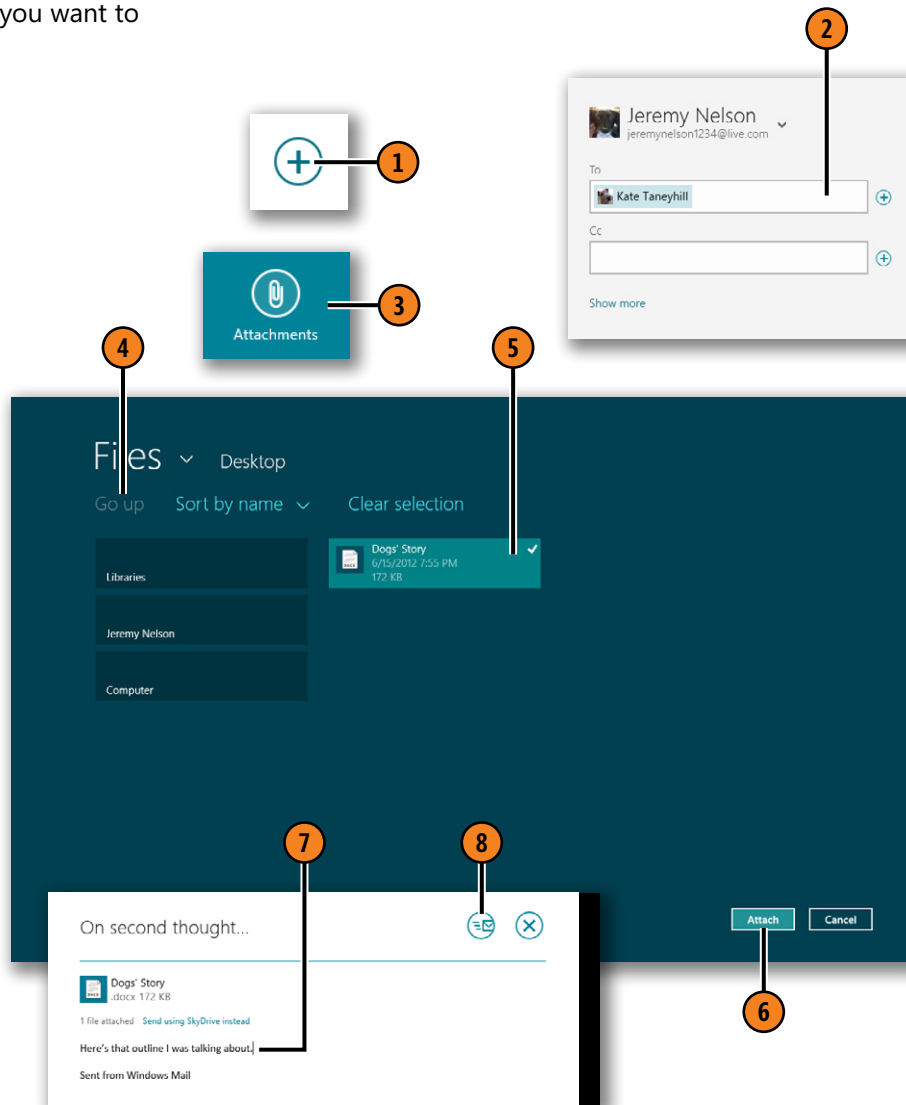 you want to
2
Jeremy Nelson
jeremynelson1234@live.com
To
Kate Taneyhill
Cc
Show more
1
3
Attachments
4
5
Files Desktop
Go up Sort by name Clear selection
Libraries
Jeremy Nelson
Computer
Dogs' Story
6/15/2012 7:55 PM
172 KB
DOCX
7
8
Attach Cancel
6
On second thought...
DOCX
Dogs' Story
.docx 172 KB
1 file attached Send using SkyDrive instead
Here's that outline I was talking about.
Sent from Windows Mail